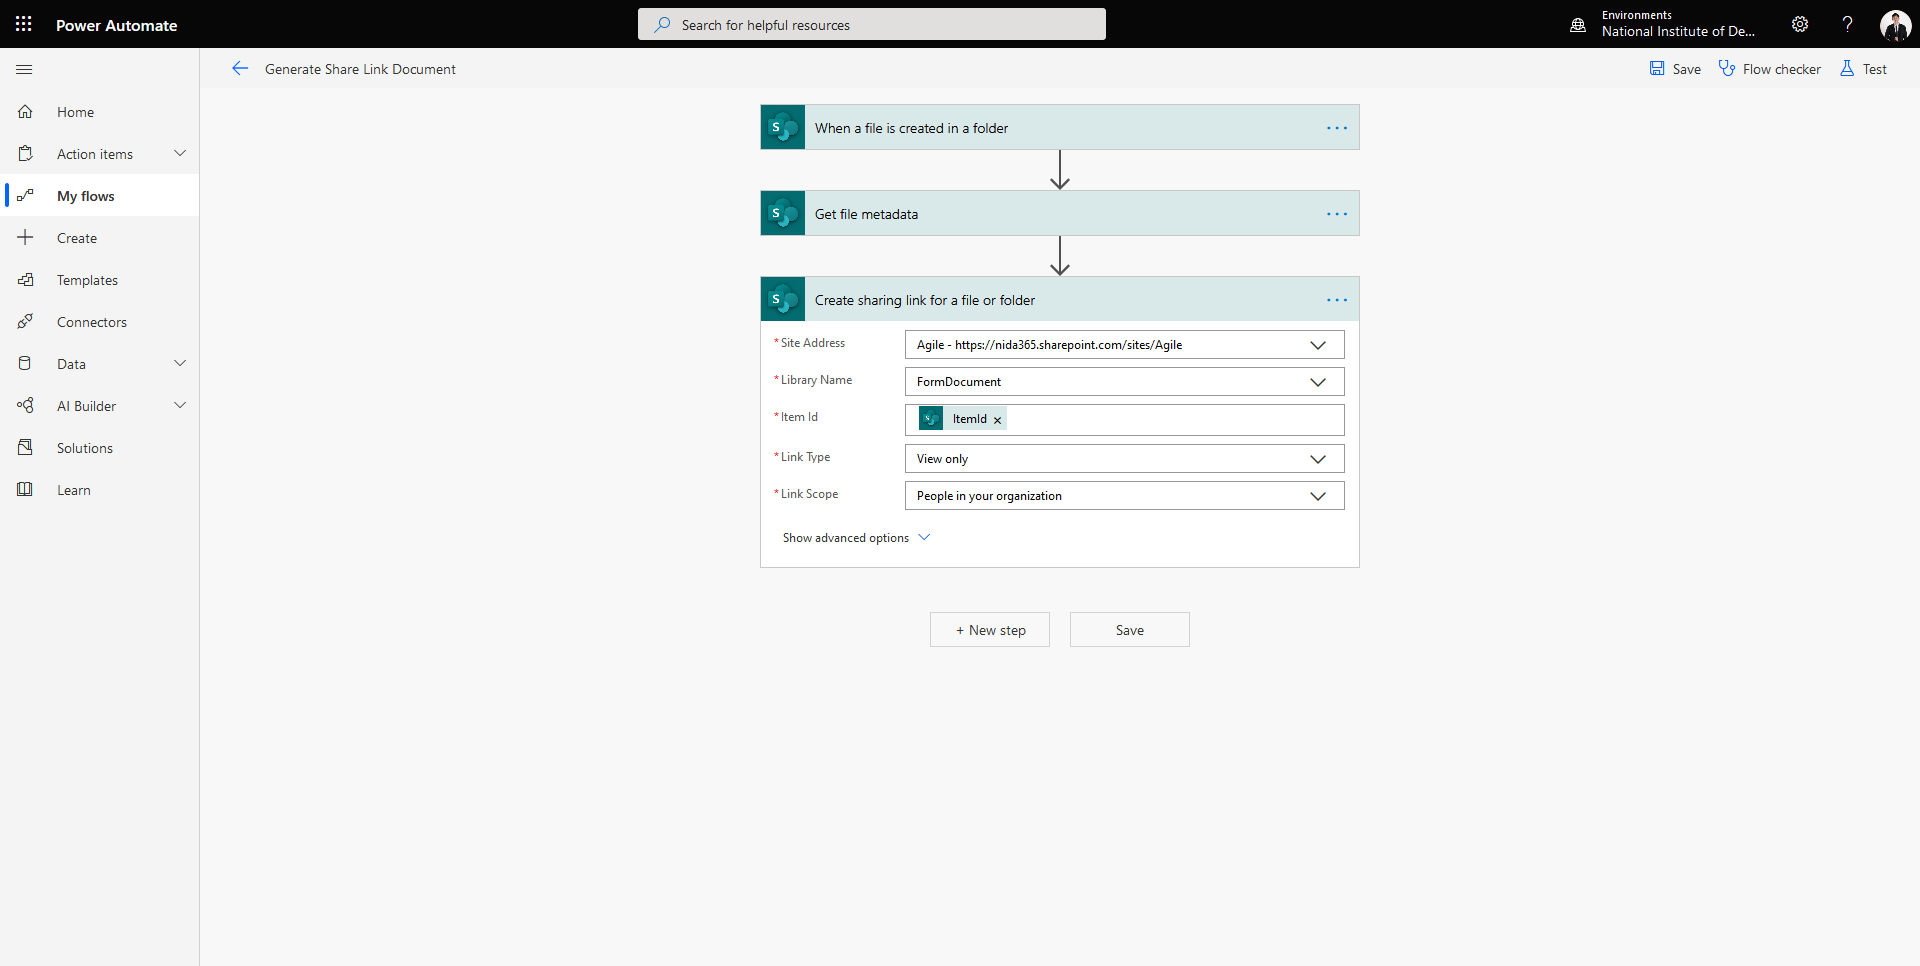 Power Automate
Search for helpful resources
Environments
National Institute of De...
Generate Share Link Document
Save
Flow checker
Test
Home
Action items
My flows
Create
Templates
Connectors
Data
AI Builder
Solutions
Learn
When a file is created in a folder
Get file metadata
Create sharing link for a file or folder
* Site Address
Agile - https://nida365.sharepoint.com/sites/Agile
* Library Name
FormDocument
* Item Id
ItemId ×
* Link Type
View only
* Link Scope
People in your organization
Show advanced options
+ New step
Save